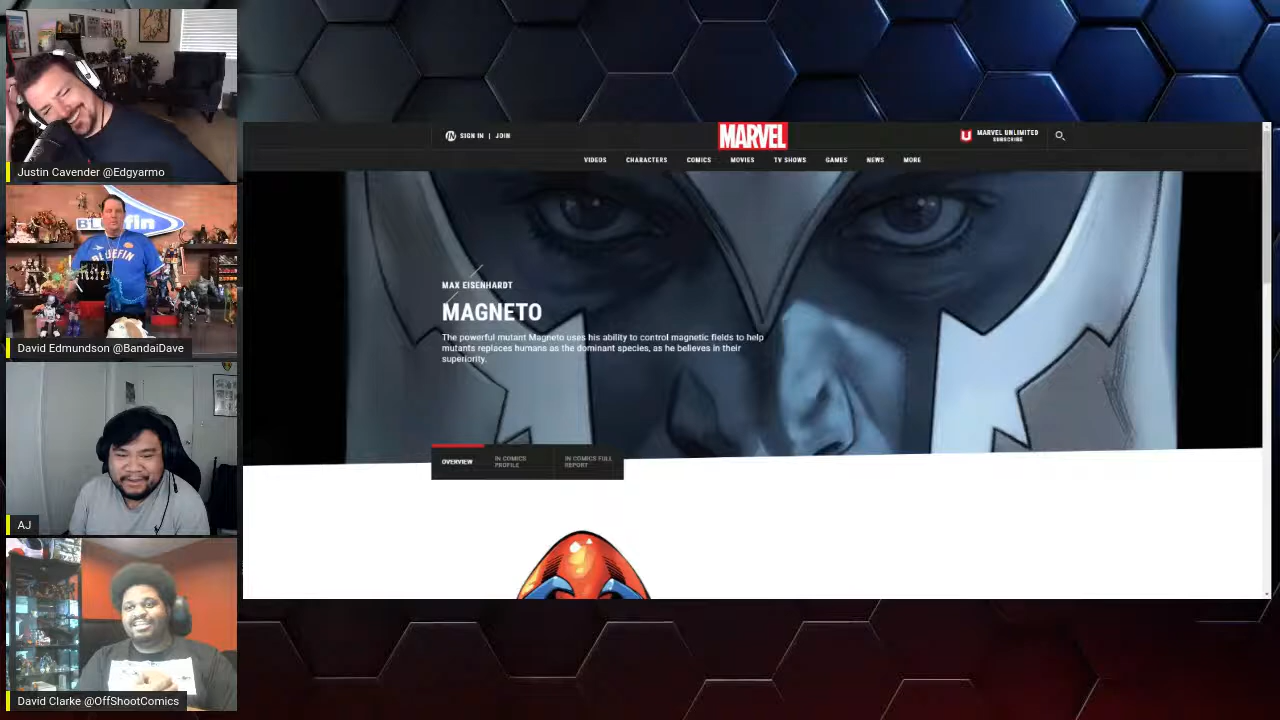 Justin Cavender @Edgyarmo
BLUEFIN
David Edmundson @BandaiDave
AJ
David Clarke @OffShootComics
SIGN IN | JOIN
MARVEL
MARVEL UNLIMITED
SUBSCRIBE
VIDEOS CHARACTERS COMICS MOVIES TV SHOWS GAMES NEWS MORE
MAX EISENHARDT
MAGNETO
The powerful mutant Magneto uses his ability to control magnetic fields to help
mutants replaces humans as the dominant species, as he believes in their
superiority.
OVERVIEW
IN COMICS
PROFILE
IN COMICS FULL
REPORT